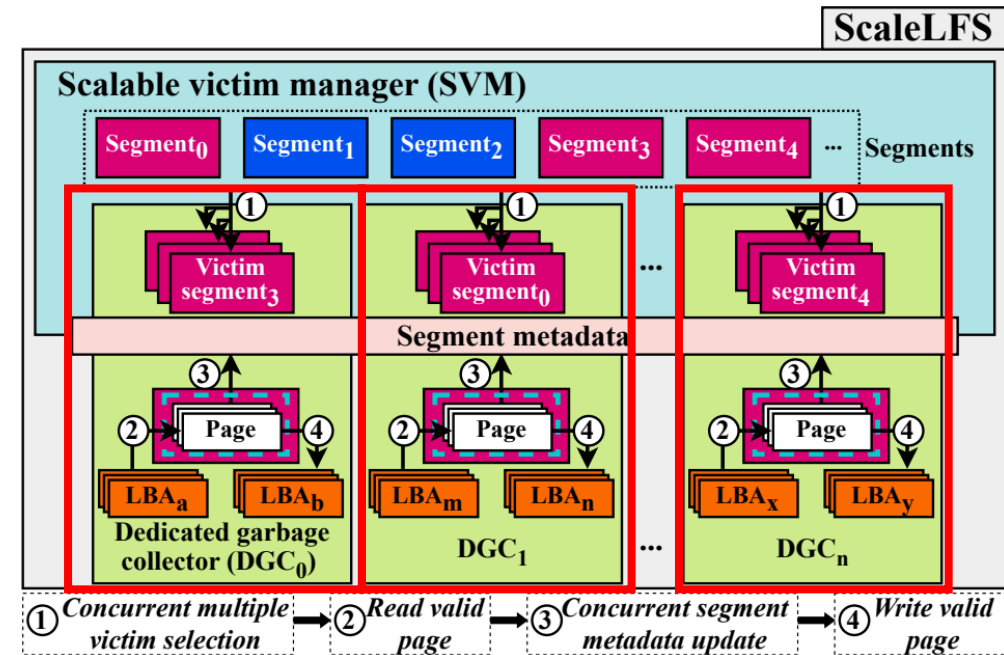 ScaleLFS
Scalable victim manager (SVM)
Segment0
Segment1
Segment2
Segment3
Segment4
...
Segments
1
1
1
Victim
segment3
Victim
segment0
...
Victim
segment4
Segment metadata
3
3
3
2
Page
4
2
Page
4
2
Page
4
LBAa
LBAb
LBAm
LBAn
LBAx
LBAy
Dedicated garbage
collector (DGC0)
DGC1
...
DGCn
1 Concurrent multiple
victim selection
2 Read valid
page
3 Concurrent segment
metadata update
4 Write valid
page